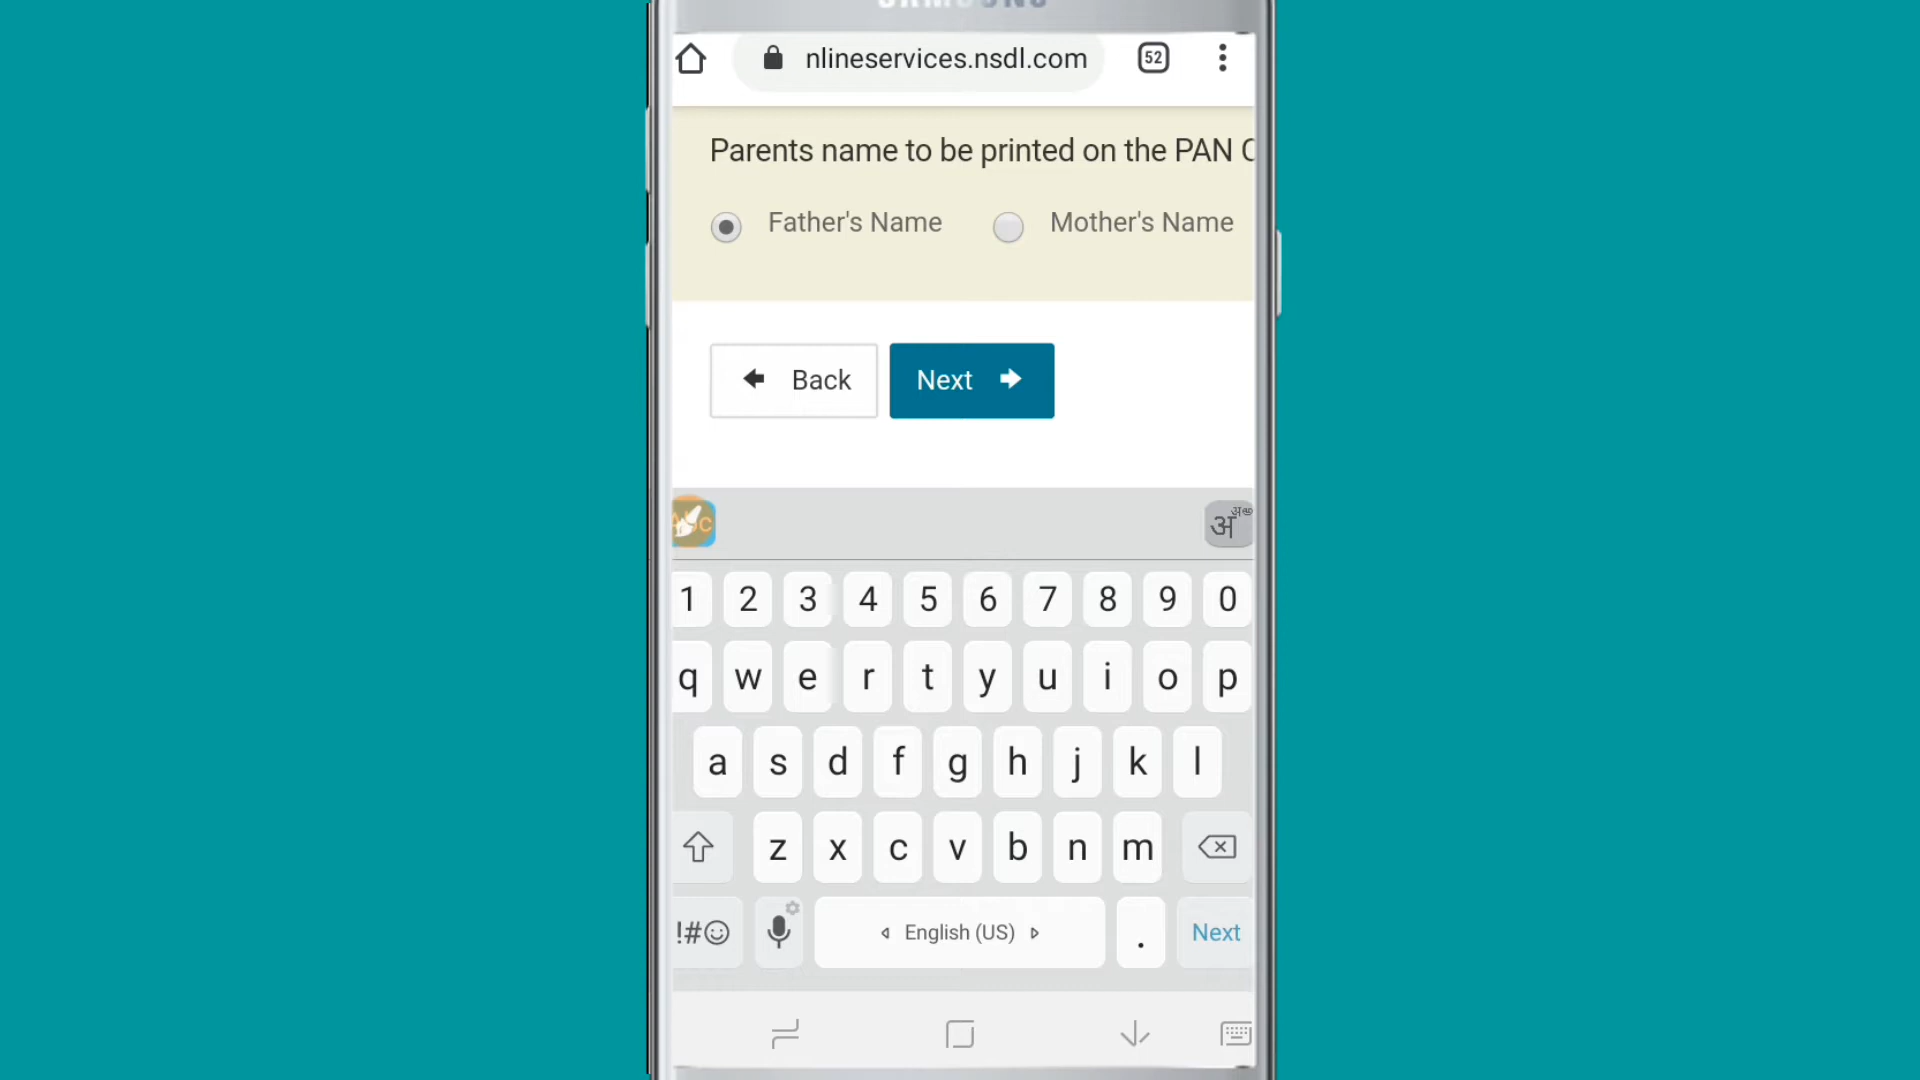 SAMSUNG
nlineservices.nsdl.com
52
Parents name to be printed on the PAN C
Father's Name Mother's Name
Back Next
अ अ
1 2 3 4 5 6 7 8 9 0
q w e r t y u i o p
a s d f g h j k l
z x c v b n m
!# English (US) . Next